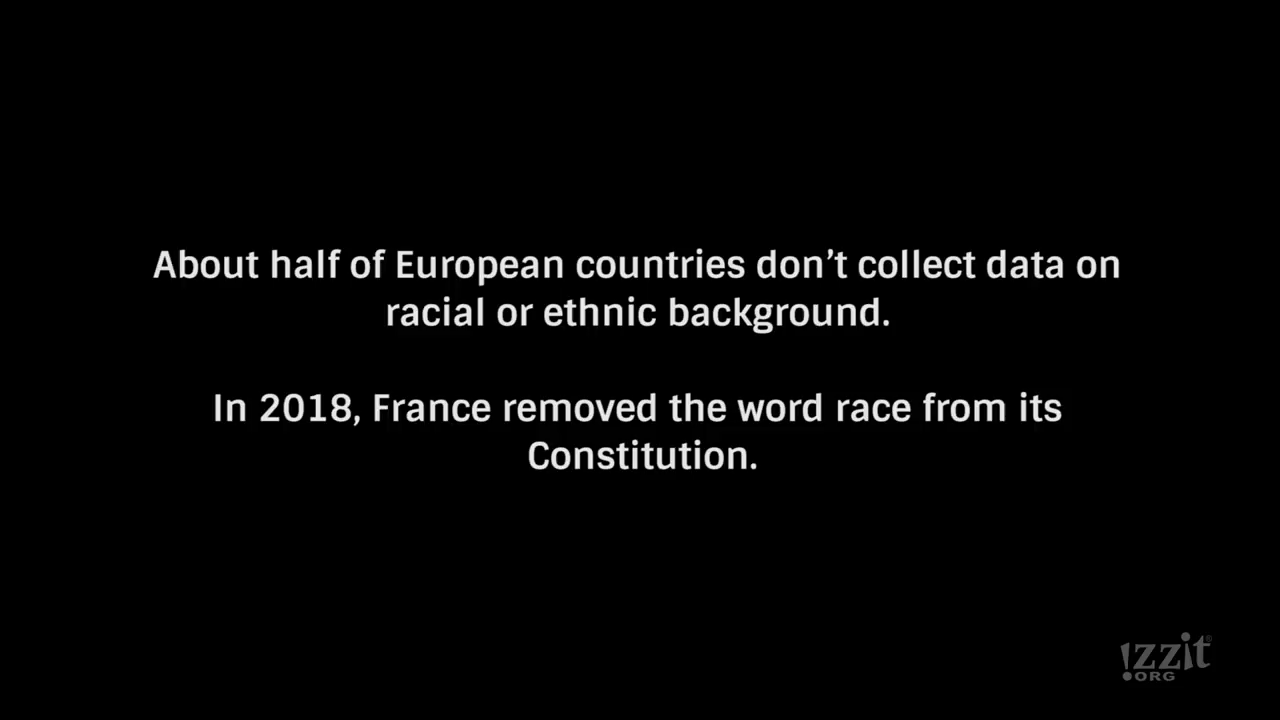 About half of European countries don’t collect data on
racial or ethnic background.
In 2018, France removed the word race from its
Constitution.
!zzit®
.ORG